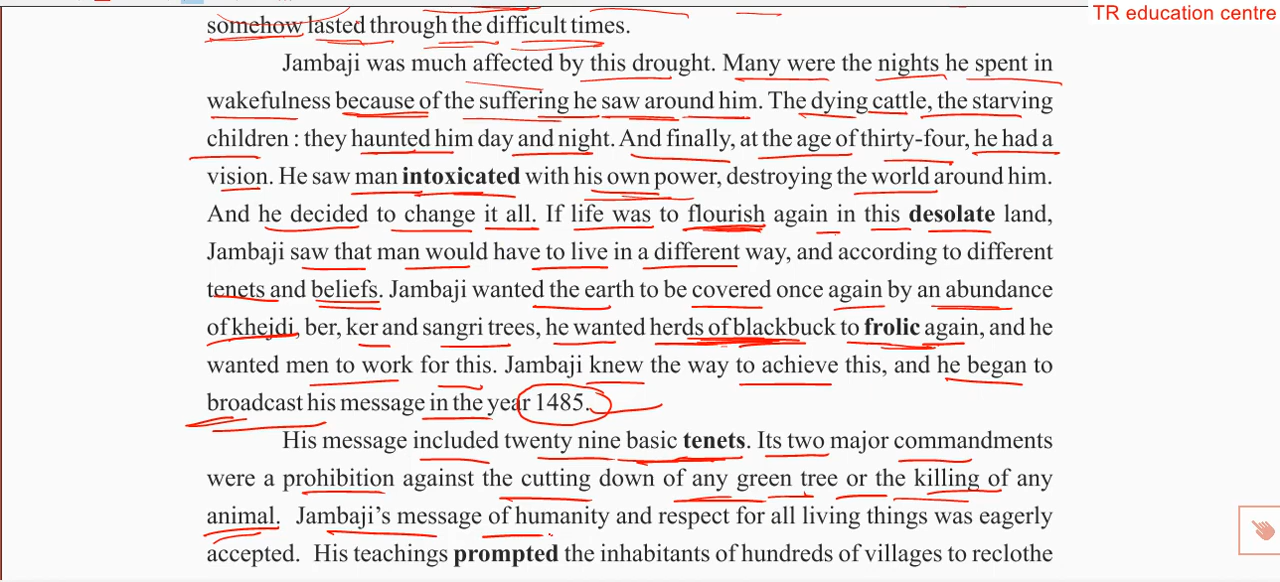 TR education centre
somehow lasted through the difficult times.
Jambaji was much affected by this drought. Many were the nights he spent in
wakefulness because of the suffering he saw around him. The dying cattle, the starving
children : they haunted him day and night. And finally, at the age of thirty-four, he had a
vision. He saw man intoxicated with his own power, destroying the world around him.
And he decided to change it all. If life was to flourish again in this desolate land,
Jambaji saw that man would have to live in a different way, and according to different
tenets and beliefs. Jambaji wanted the earth to be covered once again by an abundance
of khejdi, ber, ker and sangri trees, he wanted herds of blackbuck to frolic again, and he
wanted men to work for this. Jambaji knew the way to achieve this, and he began to
broadcast his message in the year 1485.
His message included twenty nine basic tenets. Its two major commandments
were a prohibition against the cutting down of any green tree or the killing of any
animal. Jambaji’s message of humanity and respect for all living things was eagerly
accepted. His teachings prompted the inhabitants of hundreds of villages to reclothe